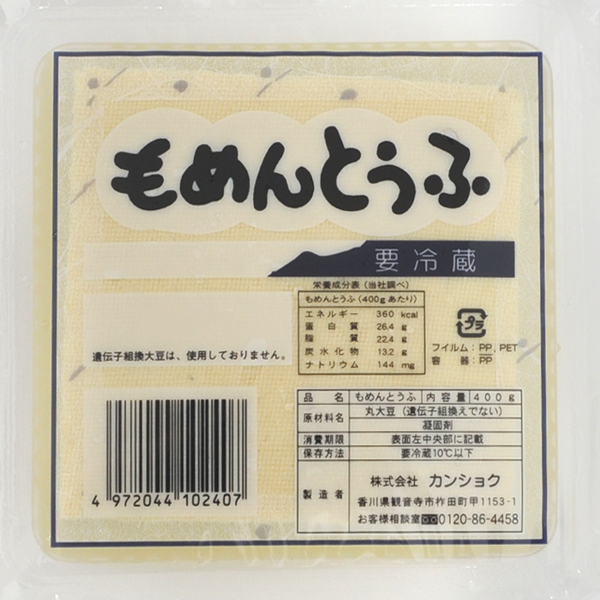 もめんとうふ
要冷蔵
栄養成分表（当社調べ）
もめんとうふ（400gあたり）
エネルギー 360 kcal
蛋白質 26.4 g
脂質 22.4 g
炭水化物 13.2 g
ナトリウム 144 mg
プラ
フイルム：PP, PET
容器：PP
遺伝子組換大豆は、使用しておりません。
品名 もめんとうふ 内容量 400g
原材料名 丸大豆（遺伝子組換えでない）
凝固剤
消費期限 表面左中央部に記載
保存方法 要冷蔵10℃以下
製造者 株式会社 カンショク
香川県観音寺市柞田町甲1153-1
お客様相談室 0120-86-4458
4 972044 102407